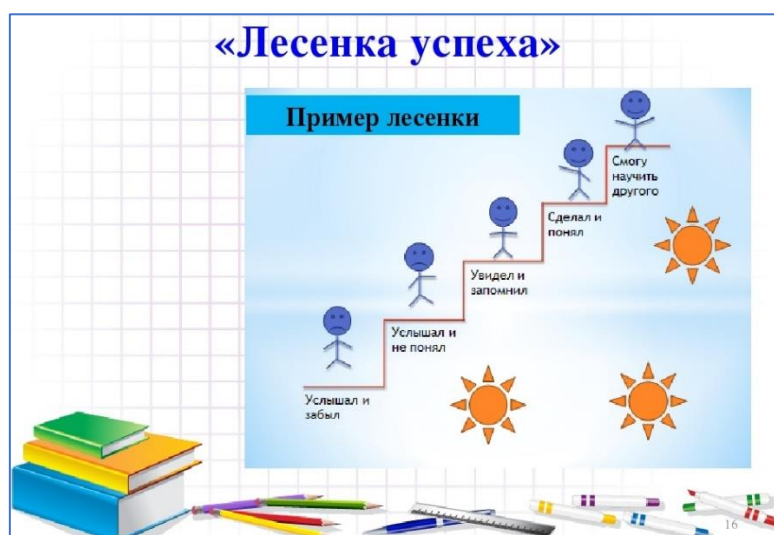 «Лесенка успеха»
Пример лесенки
Смогу
научить
другого
Сделал и
понял
Увидел и
запомнил
Услышал и
не понял
Услышал и
забыл
16